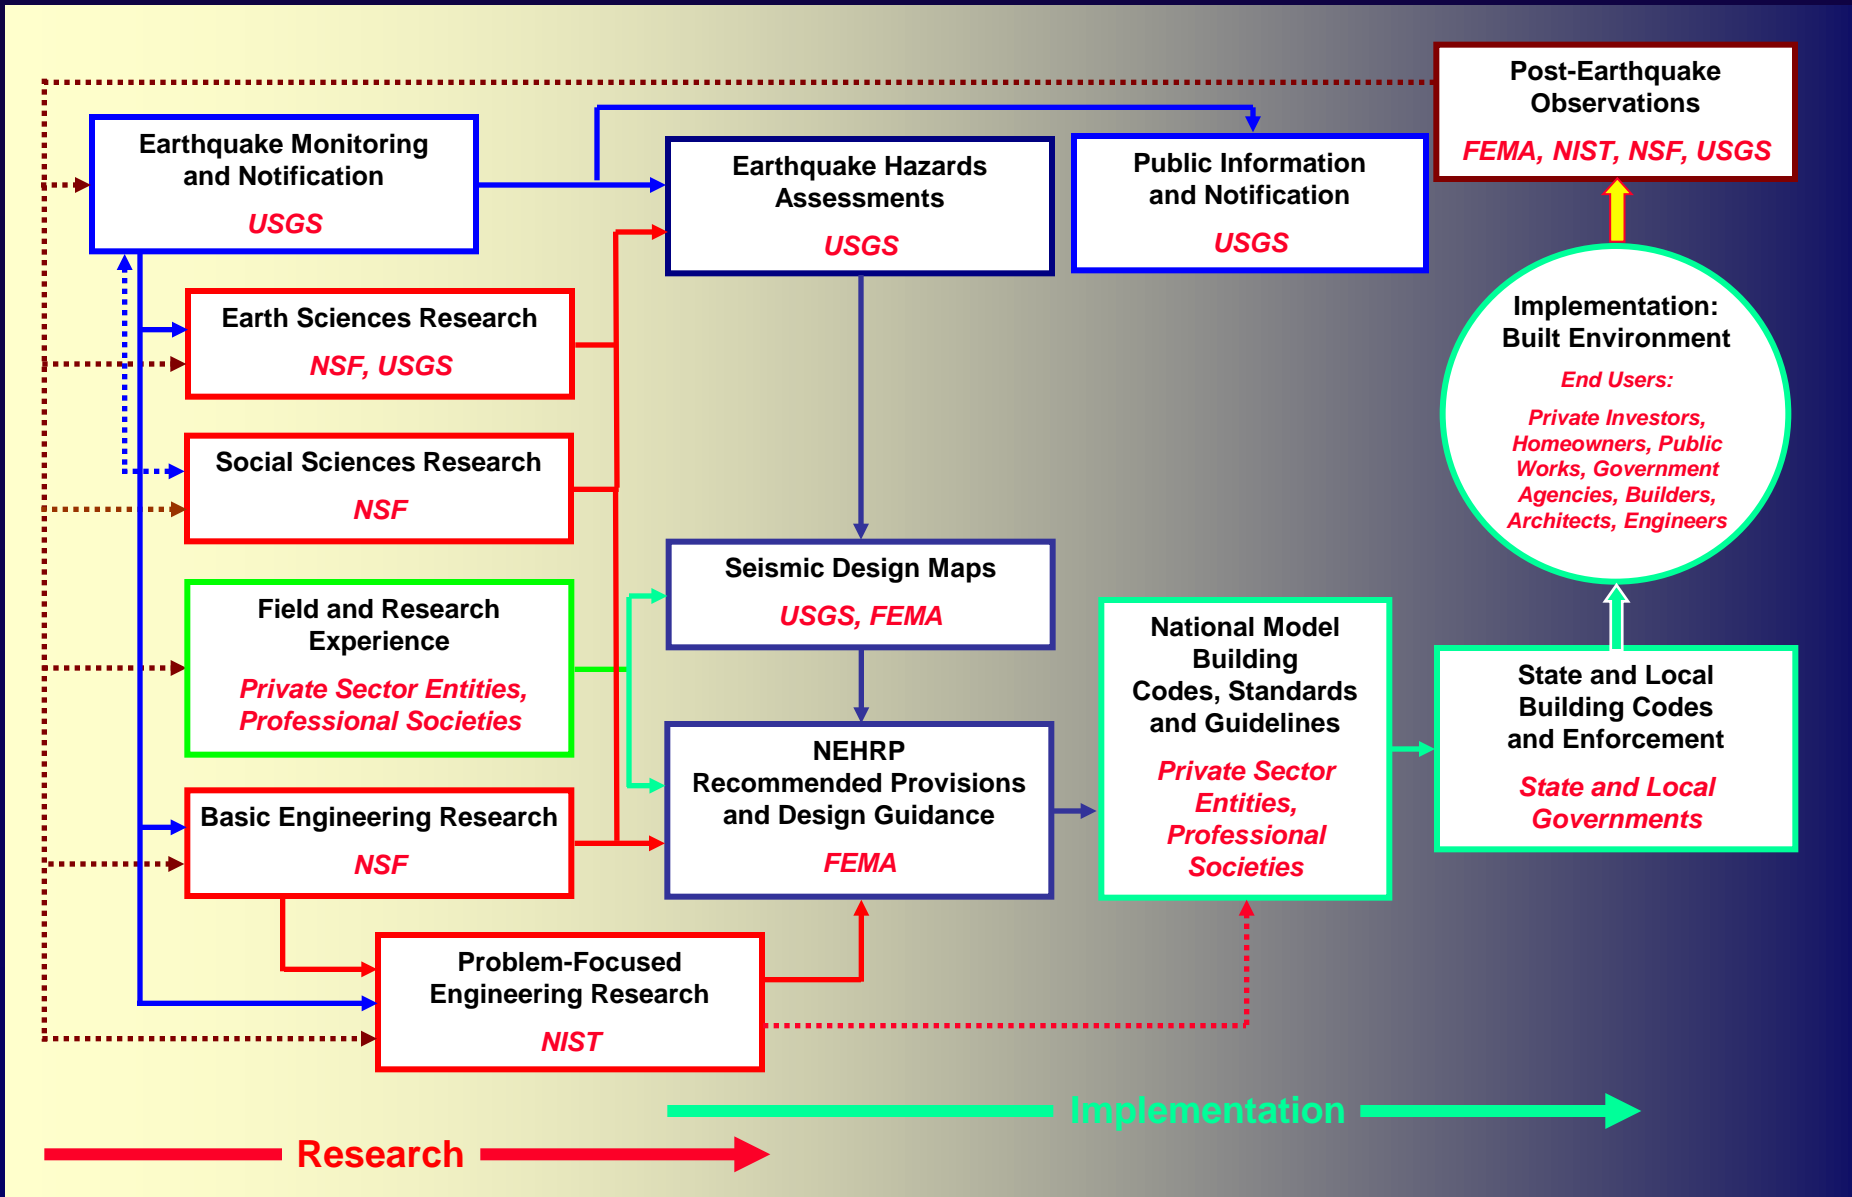 Post-Earthquake
Observations
FEMA, NIST, NSF, USGS
Earthquake Monitoring
and Notification
USGS
Earthquake Hazards
Assessments
USGS
Public Information
and Notification
USGS
Earth Sciences Research
NSF, USGS
Implementation:
Built Environment
End Users:
Private Investors,
Homeowners, Public
Works, Government
Agencies, Builders,
Architects, Engineers
Social Sciences Research
NSF
Seismic Design Maps
USGS, FEMA
Field and Research
Experience
Private Sector Entities,
Professional Societies
National Model
Building
Codes, Standards
and Guidelines
Private Sector
Entities,
Professional
Societies
State and Local
Building Codes
and Enforcement
State and Local
Governments
NEHRP
Recommended Provisions
and Design Guidance
FEMA
Basic Engineering Research
NSF
Problem-Focused
Engineering Research
NIST
Implementation
Research